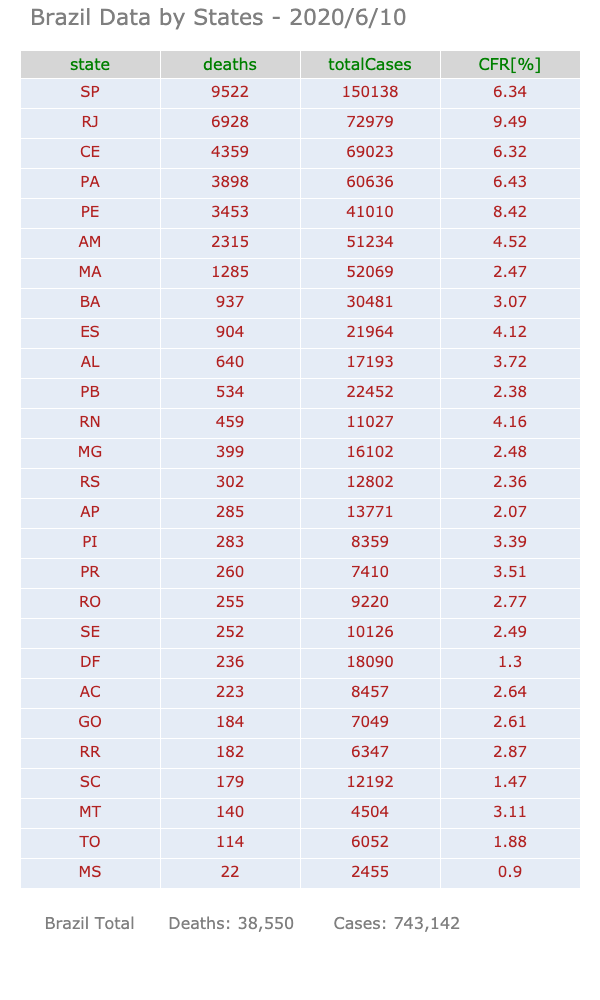 Brazil Data by States - 2020/6/10
state deaths totalCases CFR[%]
SP 9522 150138 6.34
RJ 6928 72979 9.49
CE 4359 69023 6.32
PA 3898 60636 6.43
PE 3453 41010 8.42
AM 2315 51234 4.52
MA 1285 52069 2.47
BA 937 30481 3.07
ES 904 21964 4.12
AL 640 17193 3.72
PB 534 22452 2.38
RN 459 11027 4.16
MG 399 16102 2.48
RS 302 12802 2.36
AP 285 13771 2.07
PI 283 8359 3.39
PR 260 7410 3.51
RO 255 9220 2.77
SE 252 10126 2.49
DF 236 18090 1.3
AC 223 8457 2.64
GO 184 7049 2.61
RR 182 6347 2.87
SC 179 12192 1.47
MT 140 4504 3.11
TO 114 6052 1.88
MS 22 2455 0.9
Brazil Total Deaths: 38,550 Cases: 743,142